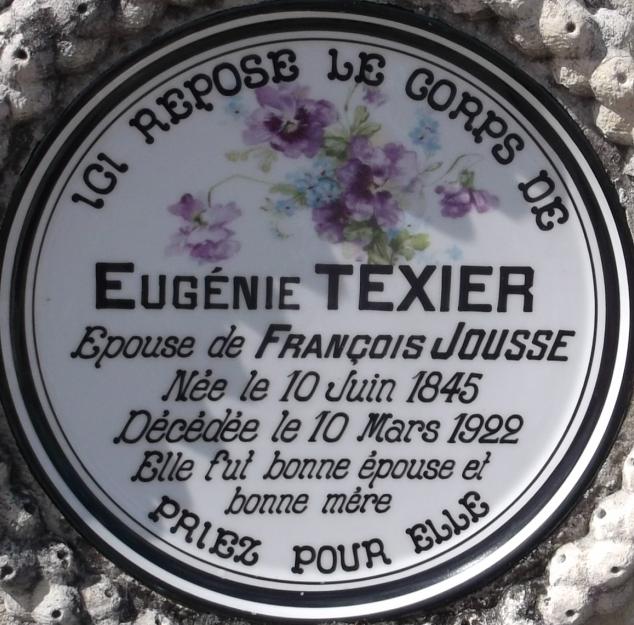 ICI REPOSE LE CORPS DE
EUGÉNIE TEXIER
Epouse de FRANÇOIS JOUSSE
Née le 10 Juin 1845
Décédée le 10 Mars 1922
Elle fut bonne épouse et
bonne mère
PRIEZ POUR ELLE